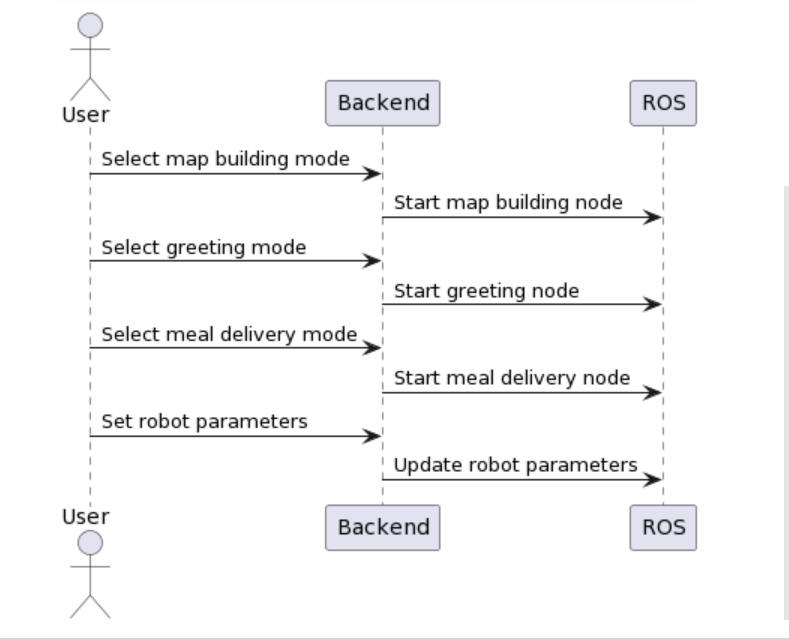 User
Backend
ROS
Select map building mode
Start map building node
Select greeting mode
Start greeting node
Select meal delivery mode
Start meal delivery node
Set robot parameters
Update robot parameters
User
Backend
ROS